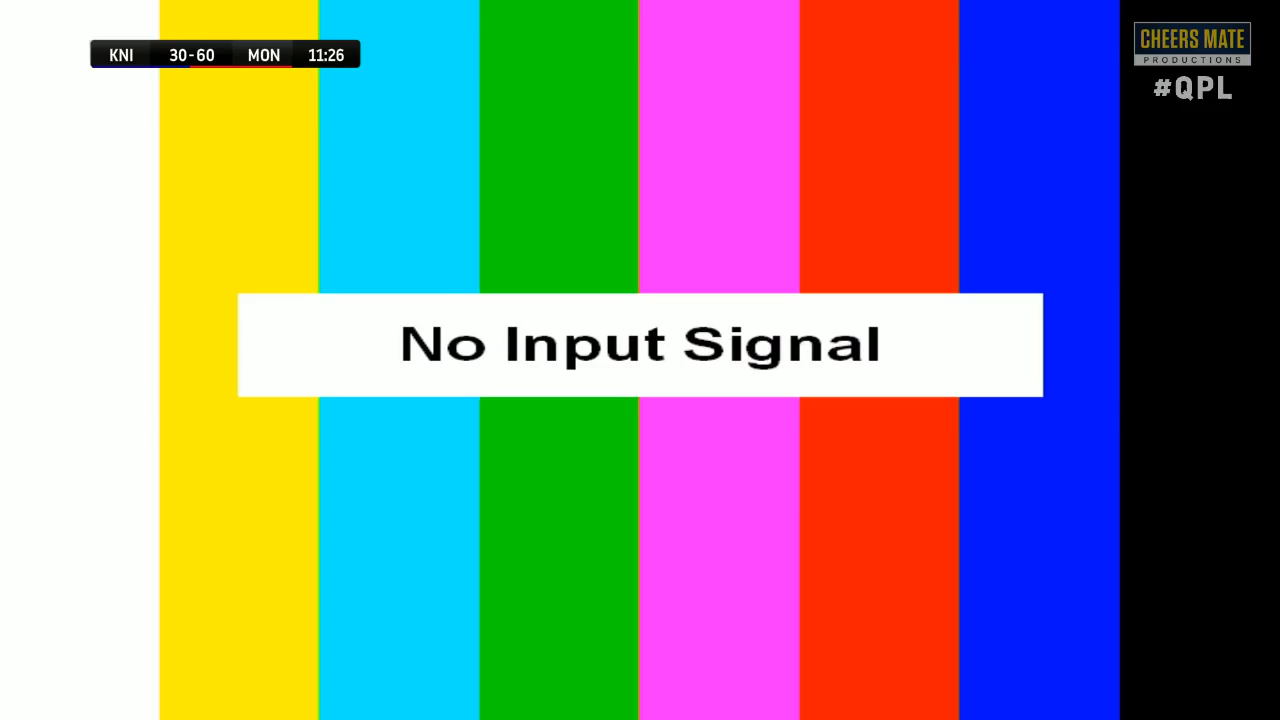 KNI 30-60 MON 11:26
CHEERS MATE
PRODUCTIONS
#QPL
No Input Signal